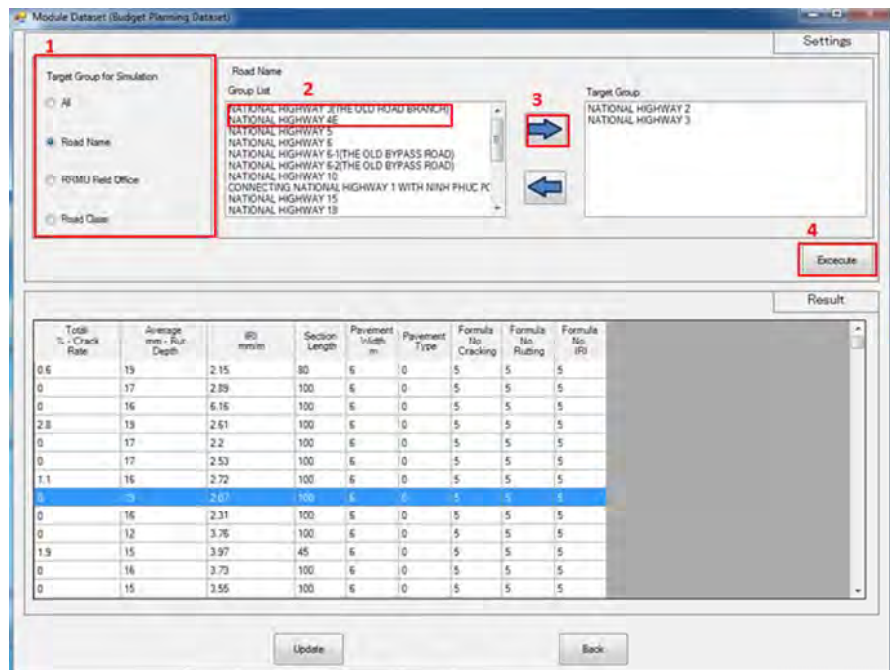 Module Dataset (Budget Planning Dataset)
Settings
1
Target Group for Simulation
All
Road Name
RRMU Field Office
Road Class
Road Name
Group List
2
NATIONAL HIGHWAY 3(THE OLD ROAD BRANCH)
NATIONAL HIGHWAY 4E
NATIONAL HIGHWAY 5
NATIONAL HIGHWAY 6
NATIONAL HIGHWAY 6-1(THE OLD BYPASS ROAD)
NATIONAL HIGHWAY 6-2(THE OLD BYPASS ROAD)
NATIONAL HIGHWAY 10
CONNECTING NATIONAL HIGHWAY 1 WITH NINH PHUC PO
NATIONAL HIGHWAY 15
NATIONAL HIGHWAY 18
3
Target Group
NATIONAL HIGHWAY 2
NATIONAL HIGHWAY 3
4
Excecute
Result
Total % - Crack Rate Average mm - Rut Depth IRI mm/m Section Length Pavement Width m Pavement Type Formula No. Cracking Formula No. Rutting Formula No. IRI
0.6 19 2.15 80 6 0 5 5 5
0 17 2.89 100 6 0 5 5 5
0 16 6.16 100 6 0 5 5 5
2.8 19 2.61 100 6 0 5 5 5
0 17 2.2 100 6 0 5 5 5
0 17 2.53 100 6 0 5 5 5
1.1 16 2.72 100 6 0 5 5 5
0 100 6 5 5 5
0 16 2.31 100 6 0 5 5 5
0 12 3.76 100 6 0 5 5 5
1.9 15 3.97 45 6 0 5 5 5
0 16 3.73 100 6 0 5 5 5
0 15 3.55 100 6 0 5 5 5
Update
Back